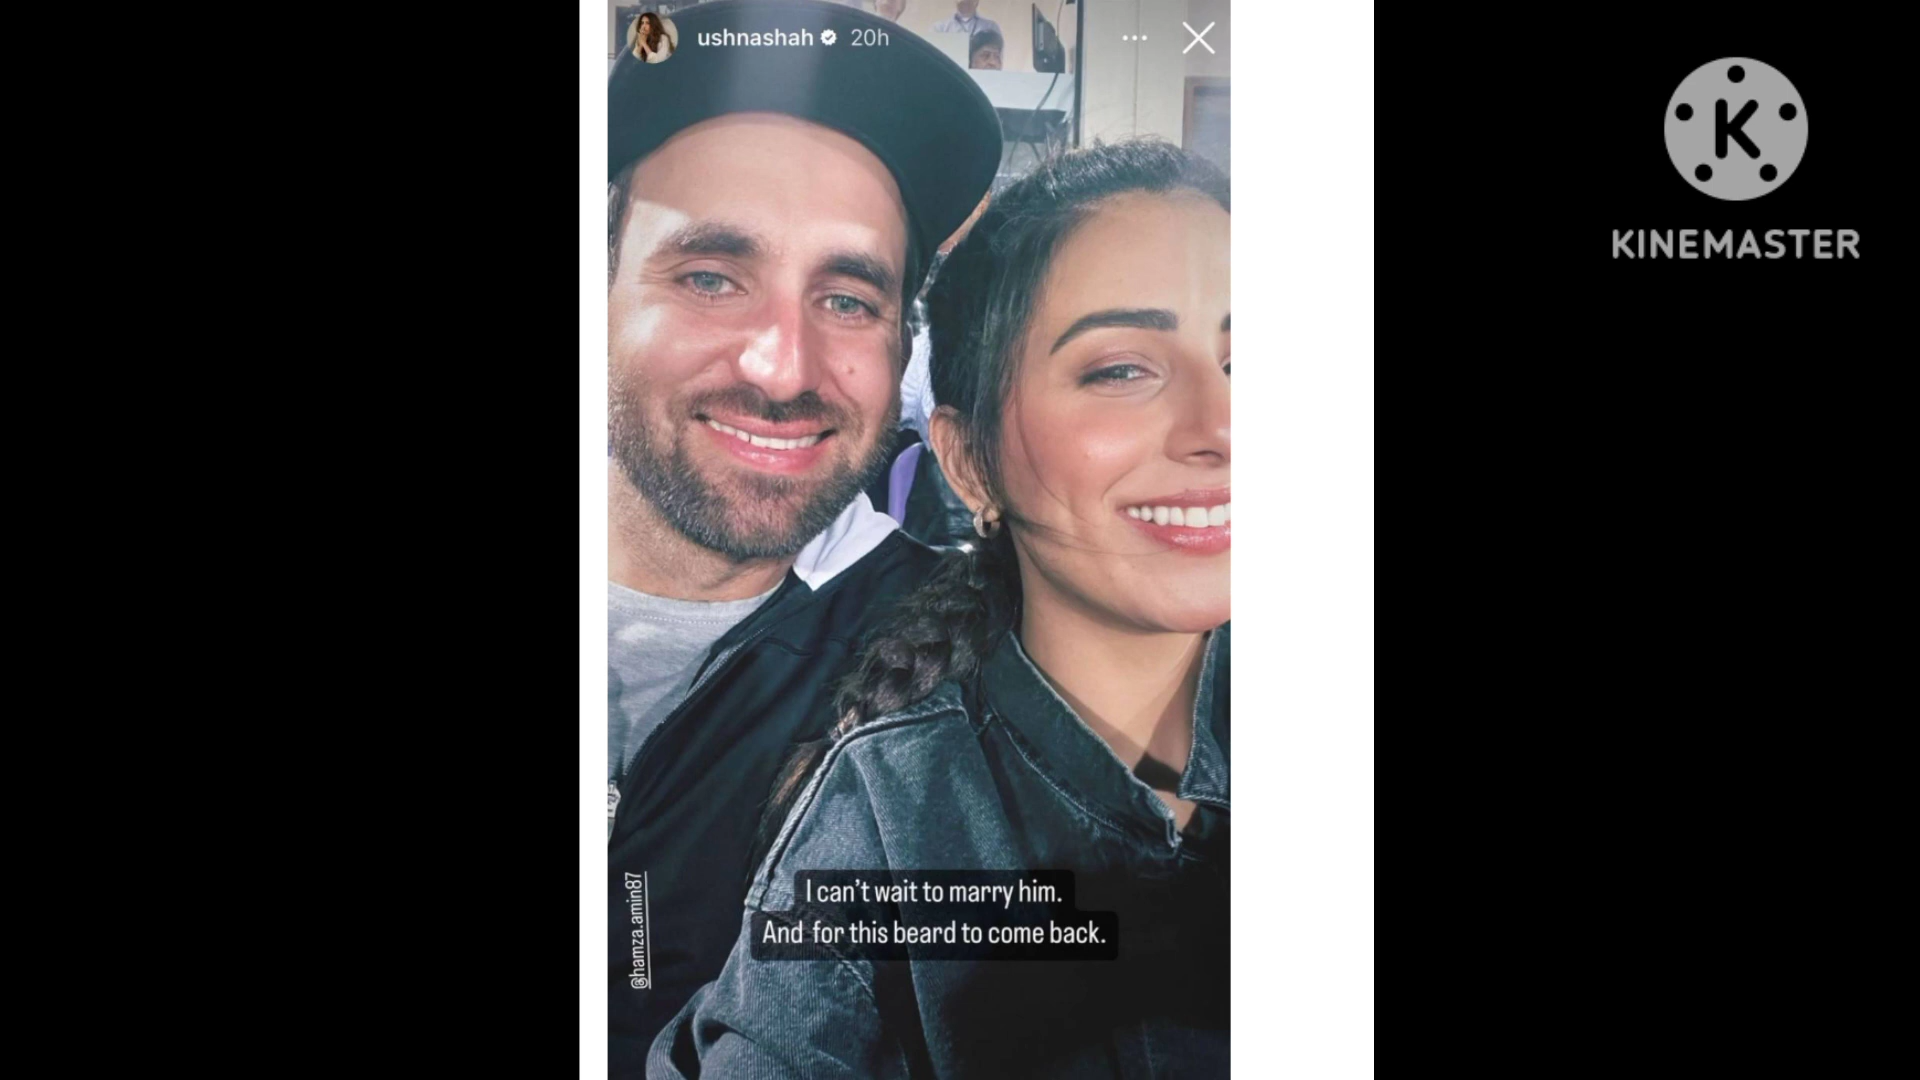 ushnashah 20h
K
KINEMASTER
I can't wait to marry him.
And for this beard to come back.
@hamza.amin87